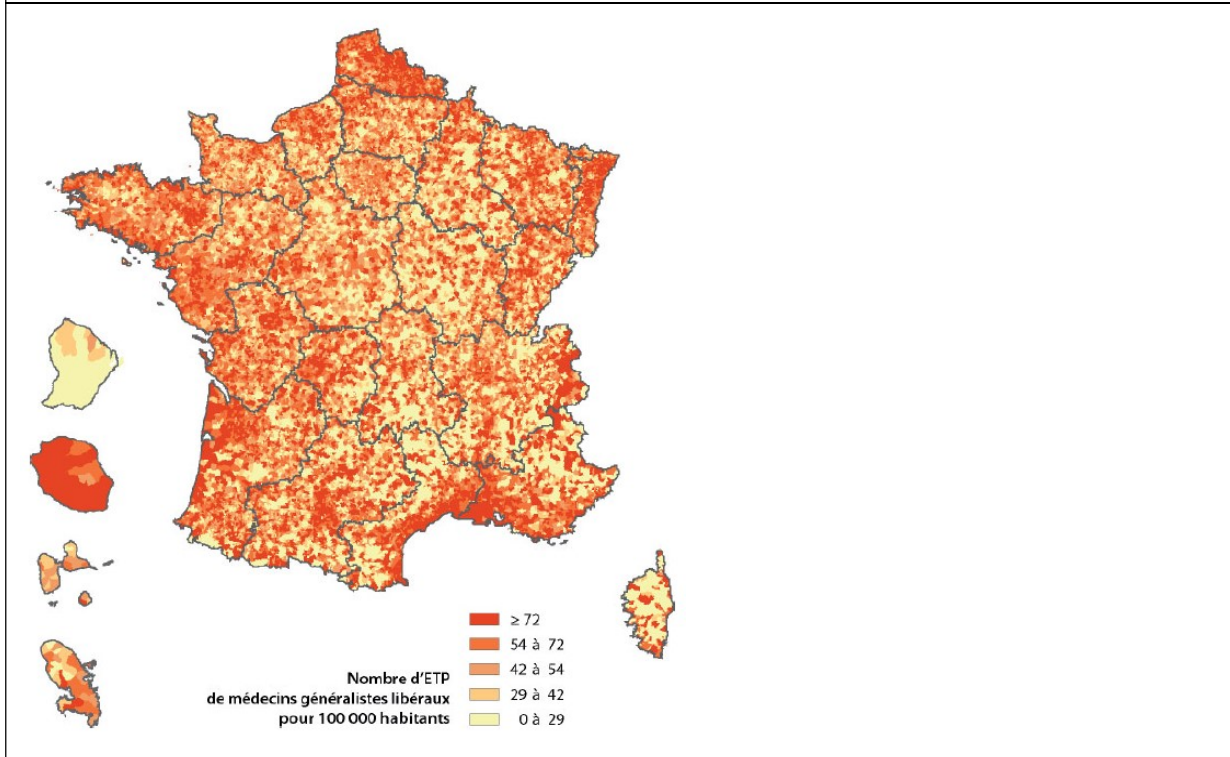 ≥ 72
54 à 72
42 à 54
29 à 42
0 à 29
Nombre d'ETP
de médecins généralistes libéraux
pour 100 000 habitants